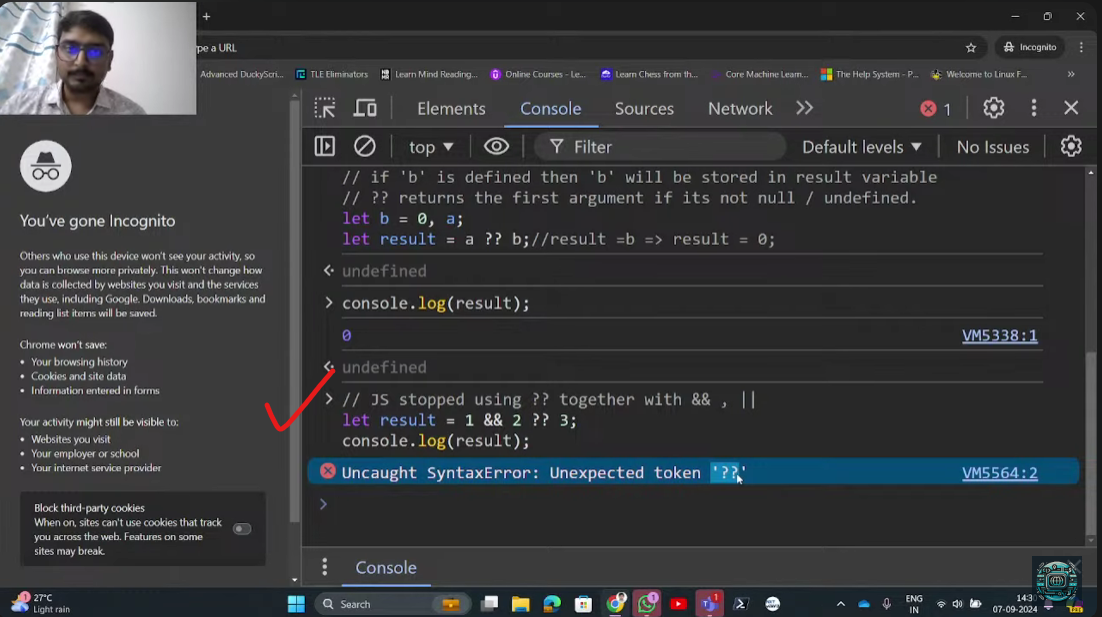 ype a URL
Incognito
Advanced DuckyScri...
TLE Eliminators
Learn Mind Reading...
Online Courses - Le...
Learn Chess from th...
Core Machine Learn...
The Help System - P...
Welcome to Linux F...
Elements
Console
Sources
Network
1
top
Filter
Default levels
No Issues
You've gone Incognito
Others who use this device won't see your activity, so
you can browse more privately. This won't change how
data is collected by websites you visit and the services
they use, including Google. Downloads, bookmarks and
reading list items will be saved.
Chrome won't save:
• Your browsing history
• Cookies and site data
• Information entered in forms
Your activity might still be visible to:
• Websites you visit
• Your employer or school
• Your internet service provider
Block third-party cookies
When on, sites can't use cookies that track
you across the web. Features on some
sites may break.
// if 'b' is defined then 'b' will be stored in result variable
// ?? returns the first argument if its not null / undefined.
let b = 0, a;
let result = a ?? b;//result =b => result = 0;
undefined
console.log(result);
0
VM5338:1
undefined
// JS stopped using ?? together with && , ||
let result = 1 && 2 ?? 3;
console.log(result);
Uncaught SyntaxError: Unexpected token '??'
VM5564:2
Console
27°C
Light rain
Search
ENG
IN
14:30
07-09-2024